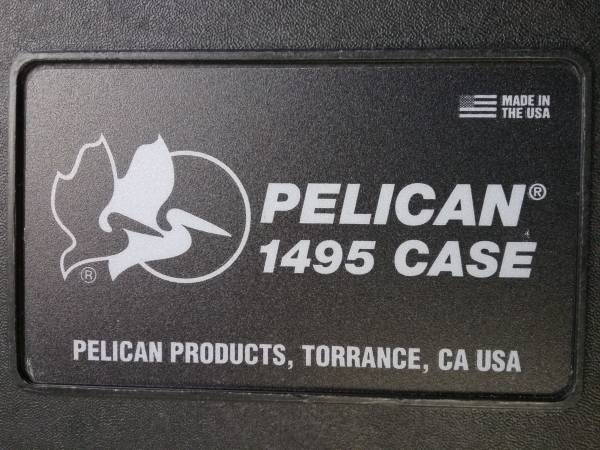 MADE IN
THE USA
PELICAN®
1495 CASE
®
PELICAN PRODUCTS, TORRANCE, CA USA